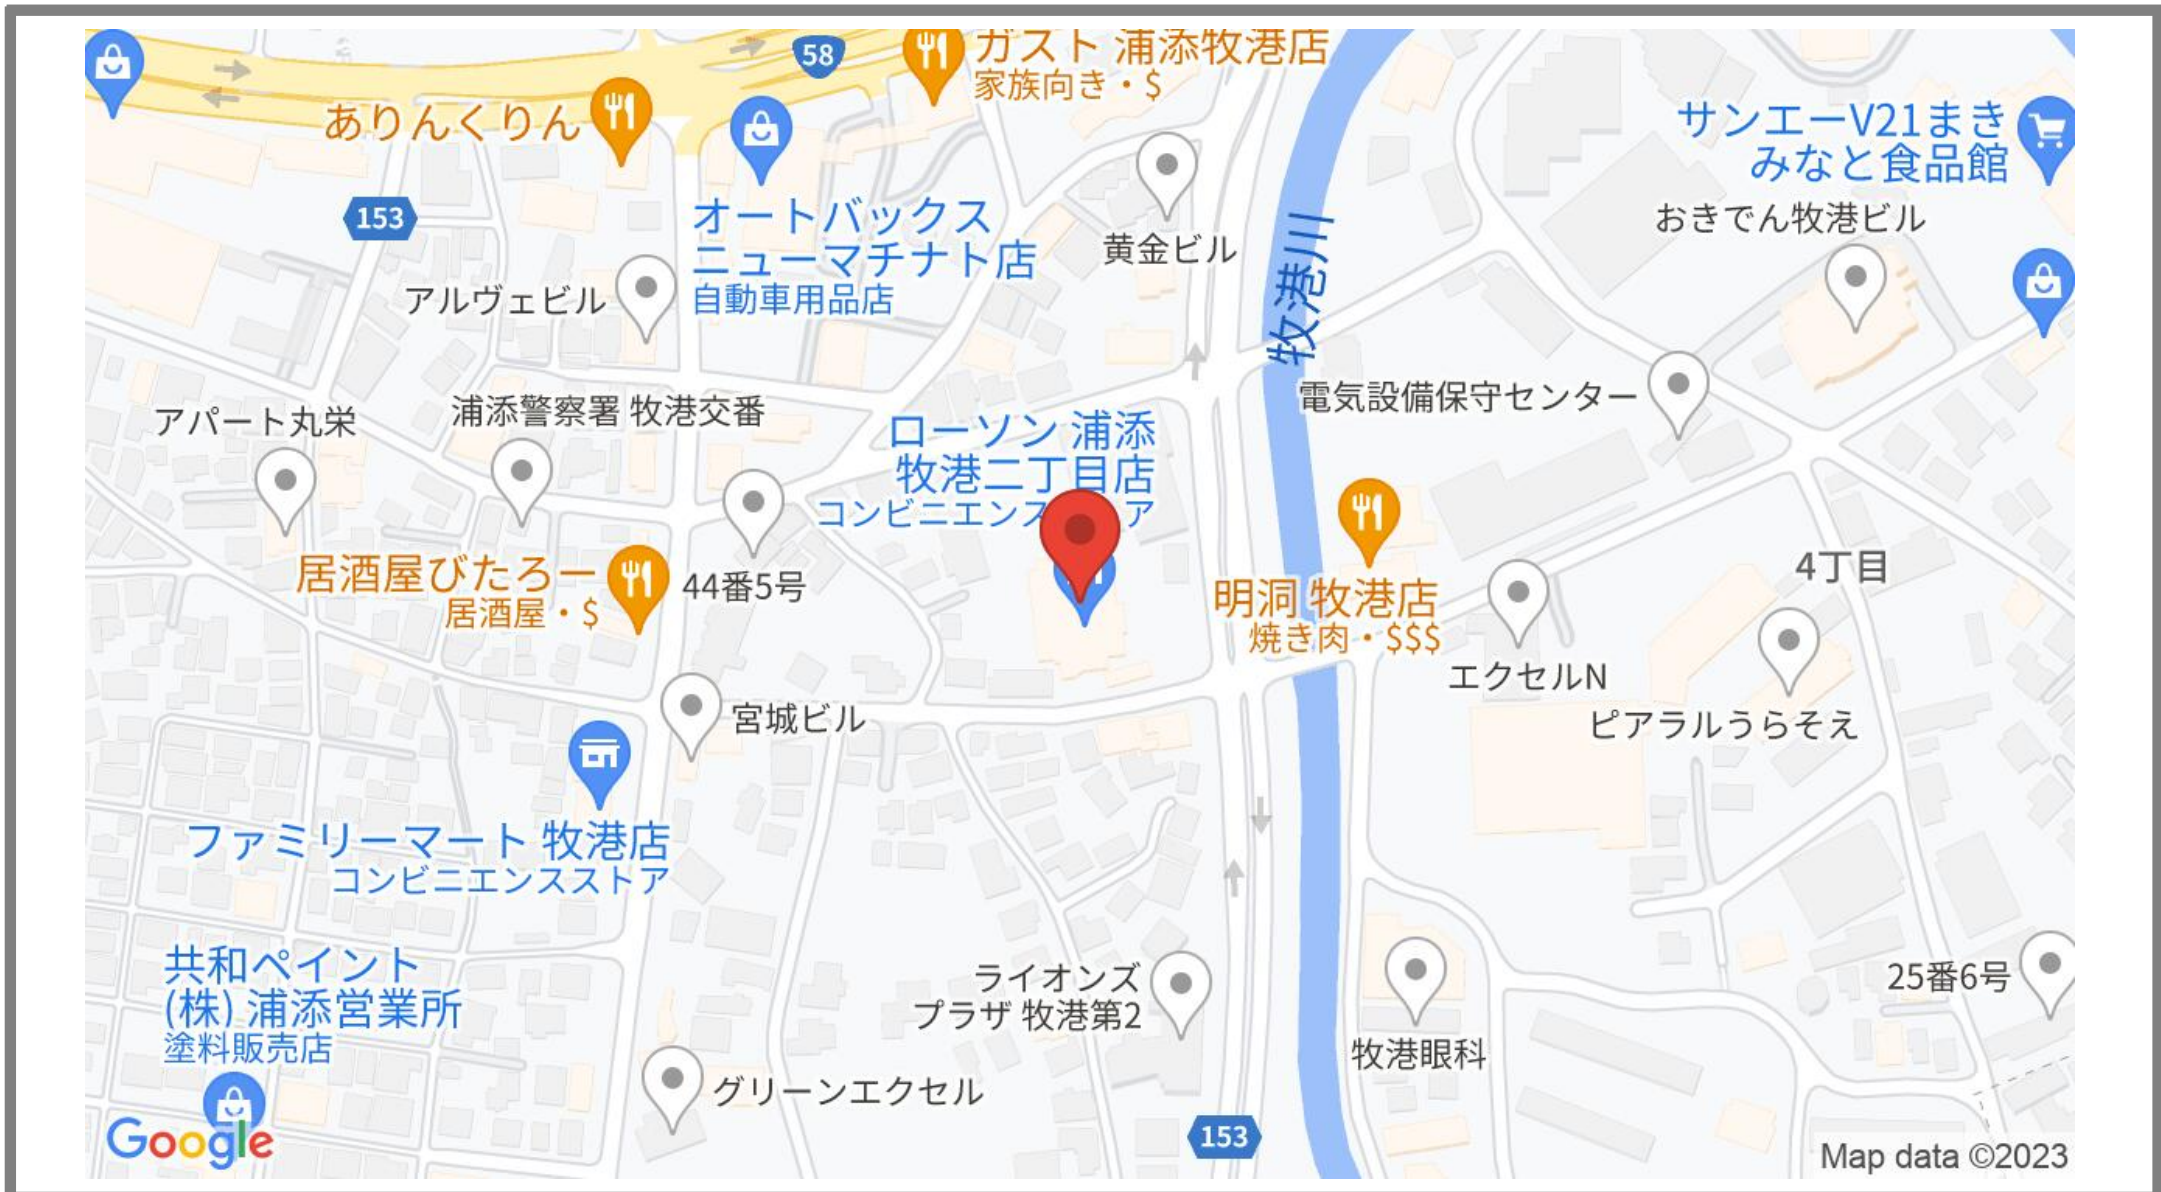 58
ガスト 浦添牧港店
家族向き・$
ありんくりん
サンエーV21まき
みなと食品館
153
オートバックス
ニューマチナト店
自動車用品店
黄金ビル
牧港川
おきでん牧港ビル
アルヴェビル
アパート丸栄
浦添警察署 牧港交番
ローソン 浦添
牧港二丁目店
コンビニエンス
ア
電気設備保守センター
居酒屋びたろー
居酒屋・$
44番5号
明洞 牧港店
焼き肉・$$$
4丁目
エクセルN
宮城ビル
ピアラルうらそえ
ファミリーマート 牧港店
コンビニエンスストア
共和ペイント
(株) 浦添営業所
塗料販売店
ライオンズ
プラザ 牧港第2
25番6号
牧港眼科
グリーンエクセル
153
Google
Map data ©2023